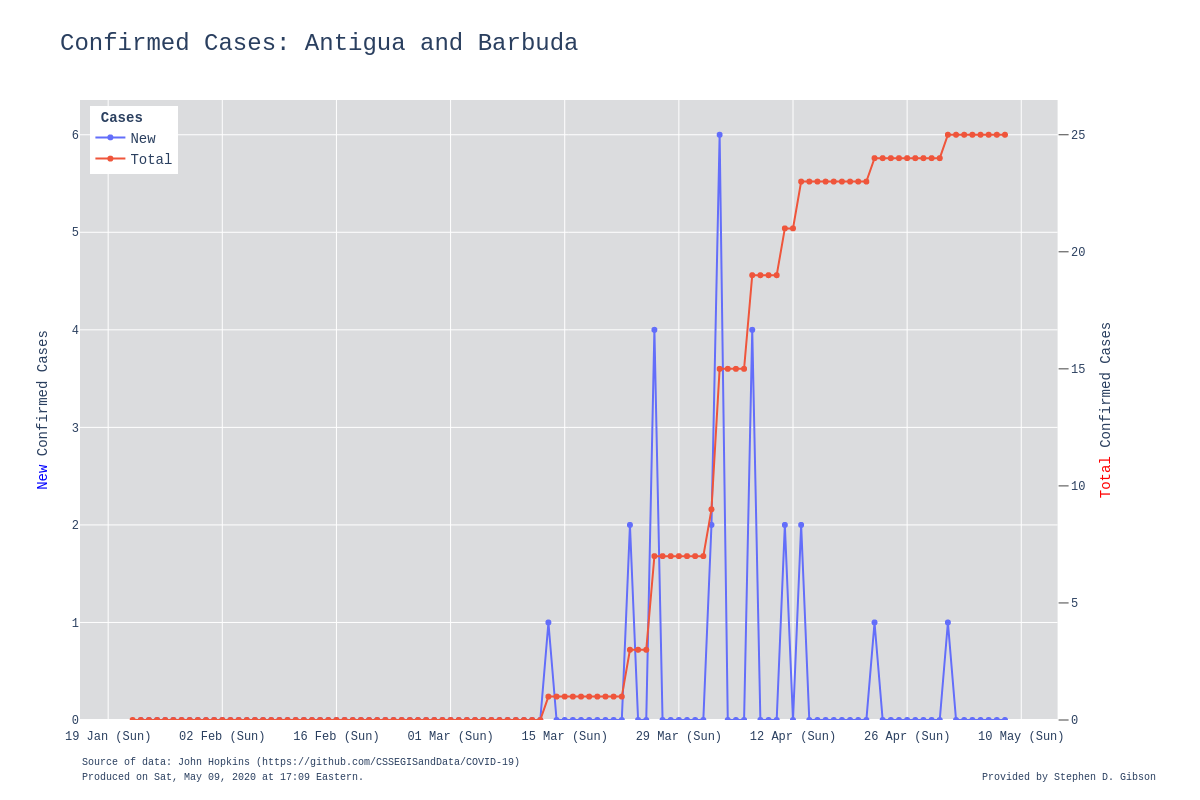 Confirmed Cases: Antigua and Barbuda
Cases
New
Total
6
5
4
3
2
1
0
New Confirmed Cases
25
20
15
10
5
0
Total Confirmed Cases
19 Jan (Sun)
02 Feb (Sun)
16 Feb (Sun)
01 Mar (Sun)
15 Mar (Sun)
29 Mar (Sun)
12 Apr (Sun)
26 Apr (Sun)
10 May (Sun)
Source of data: John Hopkins (https://github.com/CSSEGISandData/COVID-19)
Produced on Sat, May 09, 2020 at 17:09 Eastern.
Provided by Stephen D. Gibson